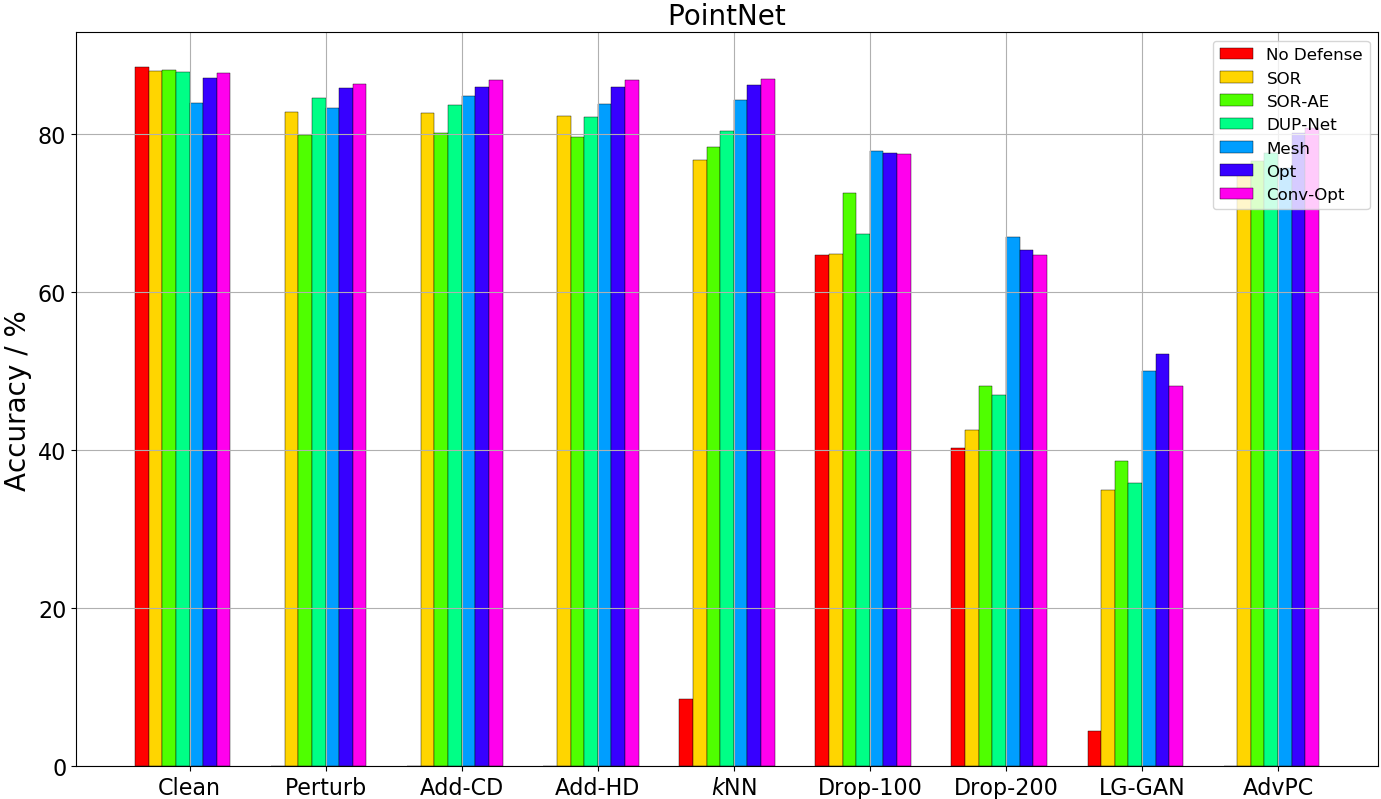 PointNet
Accuracy / %
80
60
40
20
0
No Defense
SOR
SOR-AE
DUP-Net
Mesh
Opt
Conv-Opt
Clean Perturb Add-CD Add-HD kNN Drop-100 Drop-200 LG-GAN AdvPC